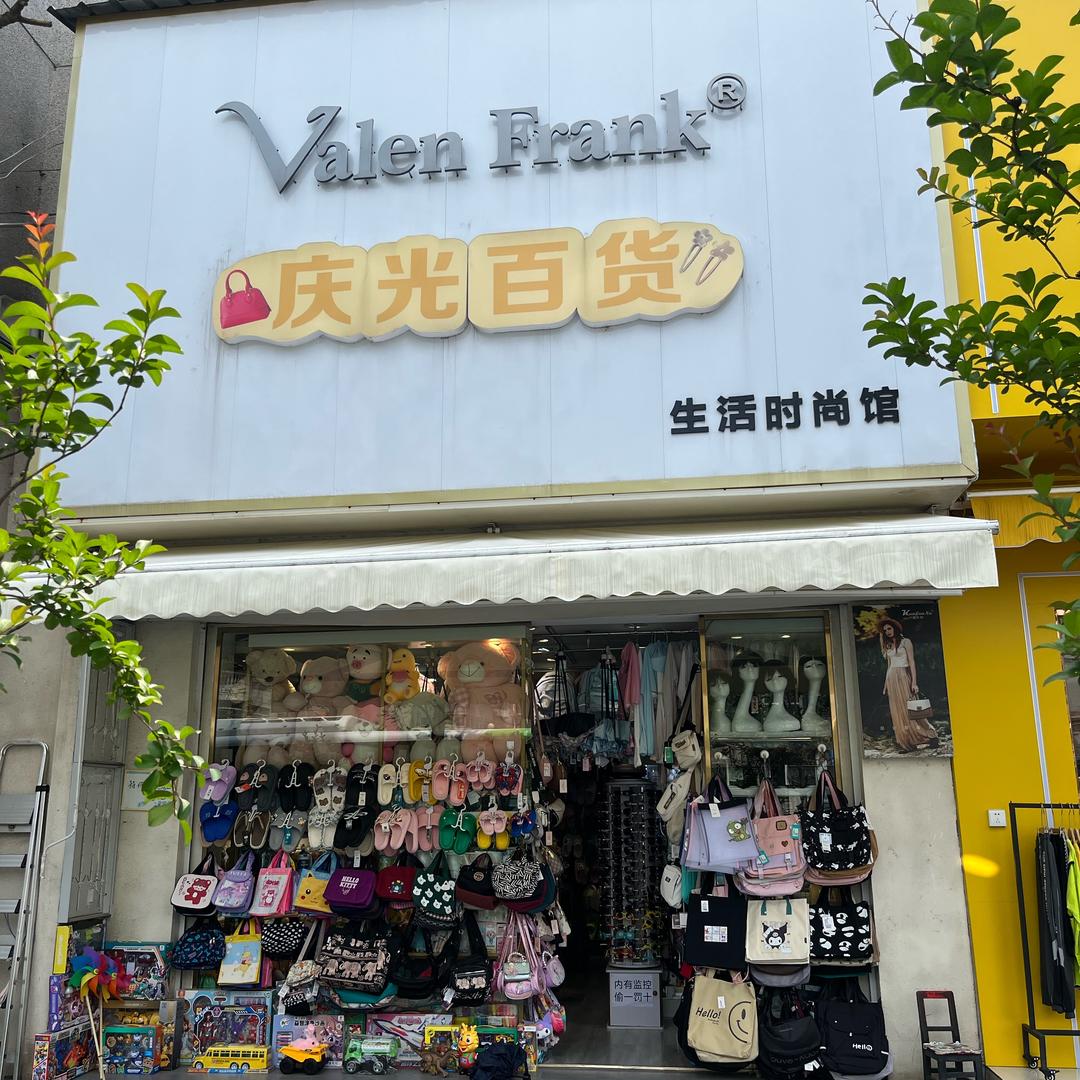 Valen Frank®
庆光百货
生活时尚馆
HELLO KITTY
内有监控
偷一罚十
Hello!
Hello